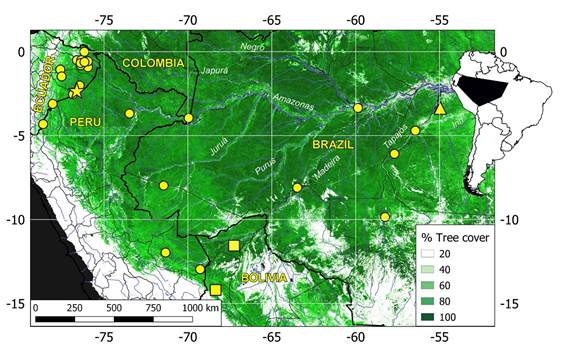 -75 -70 -65 -60 -55
0 0
Negro
COLOMBIA
Japurá
ECUADOR
Amazonas
PERU
-5 -5
BRAZIL
Tapajós
Juruá
Purus
Madeira
-10 -10
% Tree cover
20
40
60
80
100
BOLIVIA
-15 -15
0 250 500 750 1000 km
-75 -70 -65 -60 -55